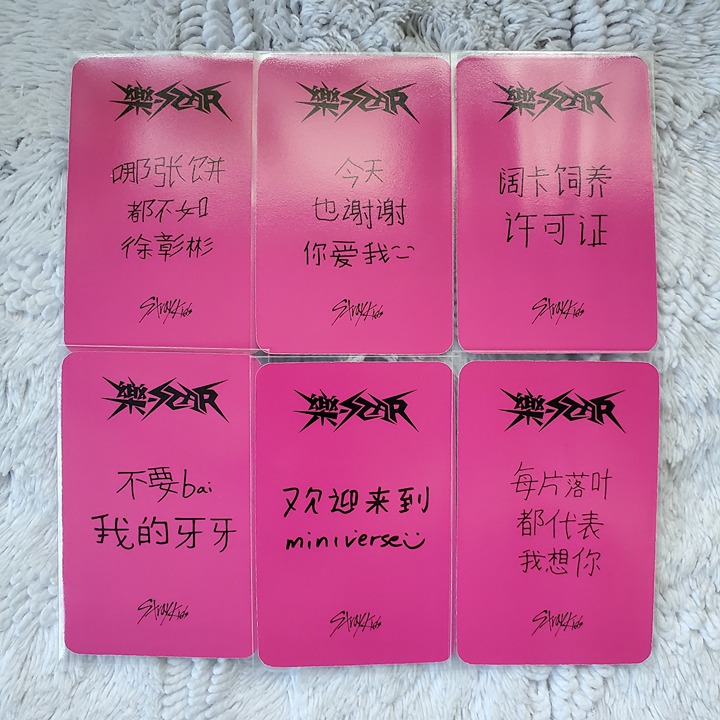 樂-STAR
哪张饼
都不如
徐彰彬
Stray Kids
樂-STAR
今天
也谢谢
你爱我
Stray Kids
樂-STAR
阔卡饲养
许可证
Stray Kids
樂-STAR
不要bai
我的牙牙
Stray Kids
樂-STAR
欢迎来到
miniverse
Stray Kids
樂-STAR
每片落叶
都代表
我想你
Stray Kids